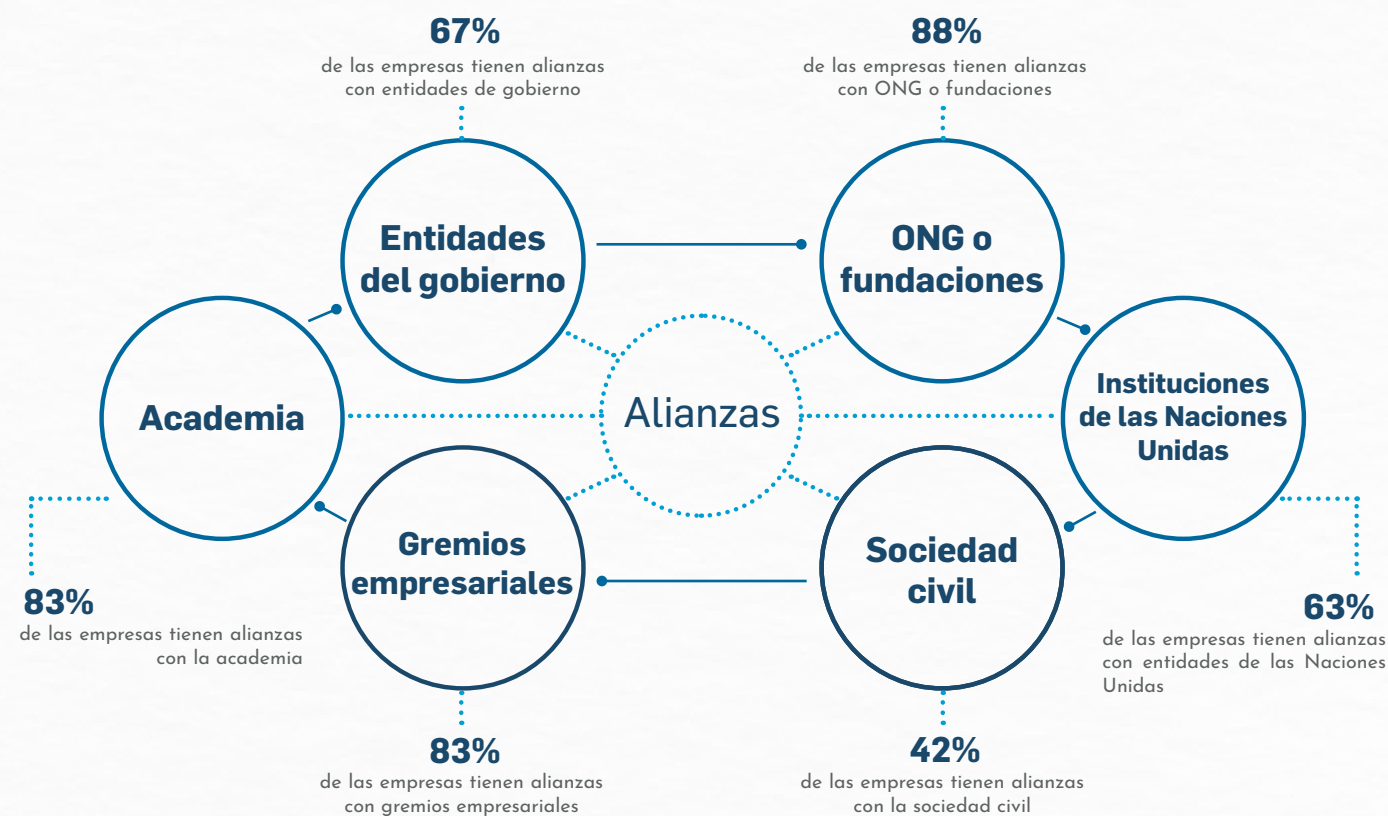 67%
de las empresas tienen alianzas
con entidades de gobierno
88%
de las empresas tienen alianzas
con ONG o fundaciones
Entidades
del gobierno
ONG o
fundaciones
Academia
Alianzas
Instituciones
de las Naciones
Unidas
Gremios
empresariales
Sociedad
civil
83%
de las empresas tienen alianzas
con la academia
63%
de las empresas tienen alianzas
con entidades de las Naciones
Unidas
83%
de las empresas tienen alianzas
con gremios empresariales
42%
de las empresas tienen alianzas
con la sociedad civil